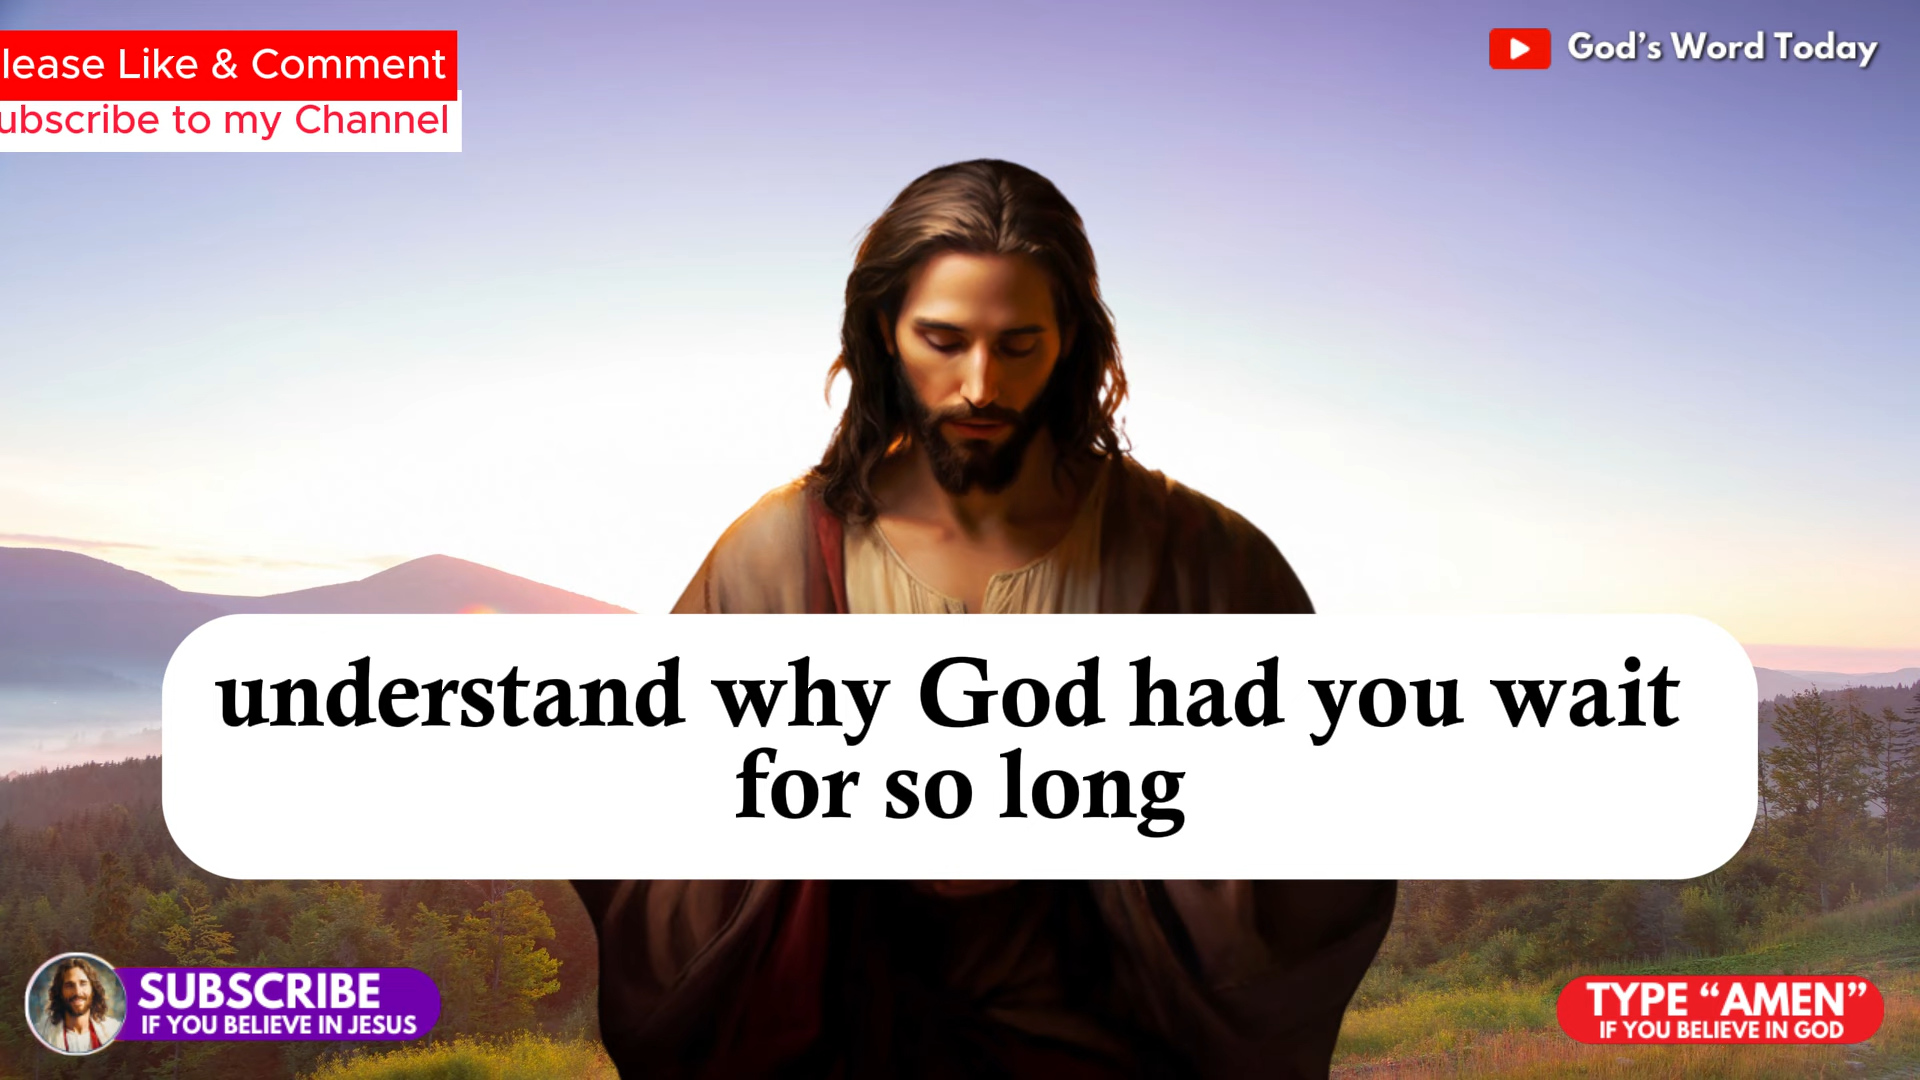 lease Like & Comment
ubscribe to my Channel
God's Word Today
understand why God had you wait
for so long
SUBSCRIBE
IF YOU BELIEVE IN JESUS
TYPE “AMEN”
IF YOU BELIEVE IN GOD